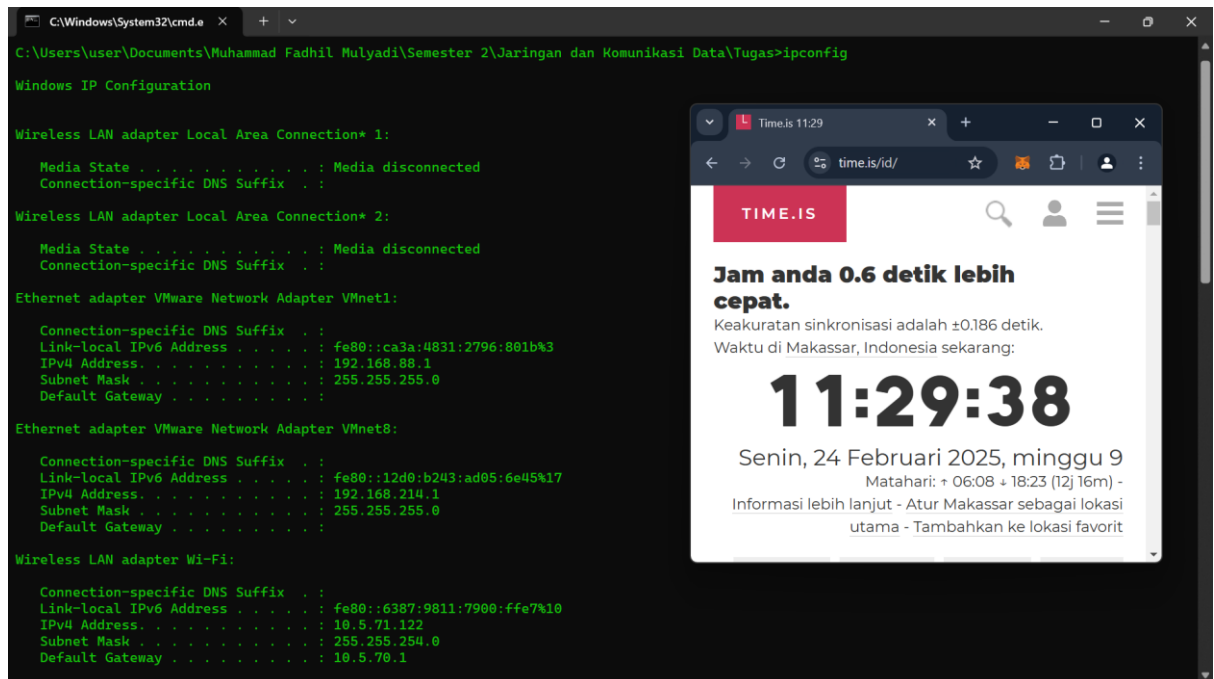 C:\Windows\System32\cmd.e
C:\Users\user\Documents\Muhammad Fadhil Mulyadi\Semester 2\Jaringan dan Komunikasi Data\Tugas>ipconfig
Windows IP Configuration
Wireless LAN adapter Local Area Connection* 1:
Media State . . . . . . . . . . . : Media disconnected
Connection-specific DNS Suffix  . :
Wireless LAN adapter Local Area Connection* 2:
Media State . . . . . . . . . . . : Media disconnected
Connection-specific DNS Suffix  . :
Ethernet adapter VMware Network Adapter VMnet1:
Connection-specific DNS Suffix  . :
Link-local IPv6 Address . . . . . : fe80::ca3a:4831:2796:801b%3
IPv4 Address. . . . . . . . . . . : 192.168.88.1
Subnet Mask . . . . . . . . . . . : 255.255.255.0
Default Gateway . . . . . . . . . :
Ethernet adapter VMware Network Adapter VMnet8:
Connection-specific DNS Suffix  . :
Link-local IPv6 Address . . . . . : fe80::12d0:b243:ad05:6e45%17
IPv4 Address. . . . . . . . . . . : 192.168.214.1
Subnet Mask . . . . . . . . . . . : 255.255.255.0
Default Gateway . . . . . . . . . :
Wireless LAN adapter Wi-Fi:
Connection-specific DNS Suffix  . :
Link-local IPv6 Address . . . . . : fe80::6387:9811:7900:ffe7%10
IPv4 Address. . . . . . . . . . . : 10.5.71.122
Subnet Mask . . . . . . . . . . . : 255.255.254.0
Default Gateway . . . . . . . . . : 10.5.70.1
L Time.is 11:29
time.is/id/
TIME.IS
Jam anda 0.6 detik lebih
cepat.
Keakuratan sinkronisasi adalah ±0.186 detik.
Waktu di Makassar, Indonesia sekarang:
11:29:38
Senin, 24 Februari 2025, minggu 9
Matahari: ↑ 06:08 ↓ 18:23 (12j 16m) -
Informasi lebih lanjut - Atur Makassar sebagai lokasi
utama - Tambahkan ke lokasi favorit